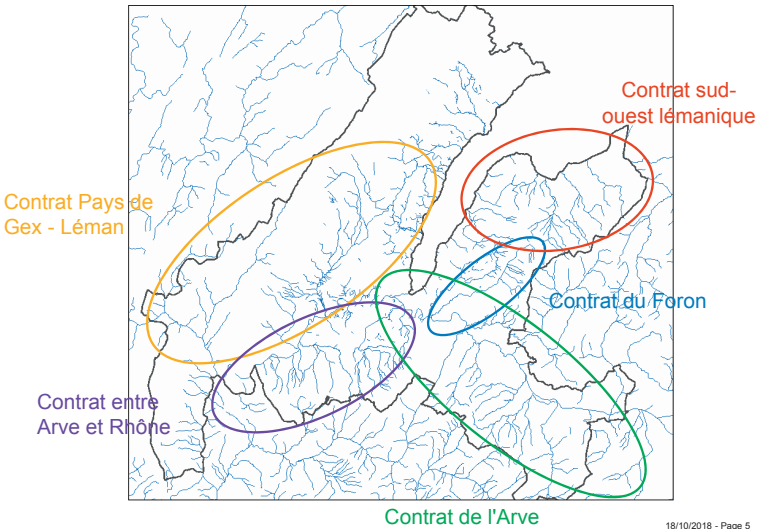 Contrat sud-
ouest lémanique
Contrat Pays de
Gex - Léman
Contrat du Foron
Contrat entre
Arve et Rhône
Contrat de l'Arve
18/10/2018 - Page 5